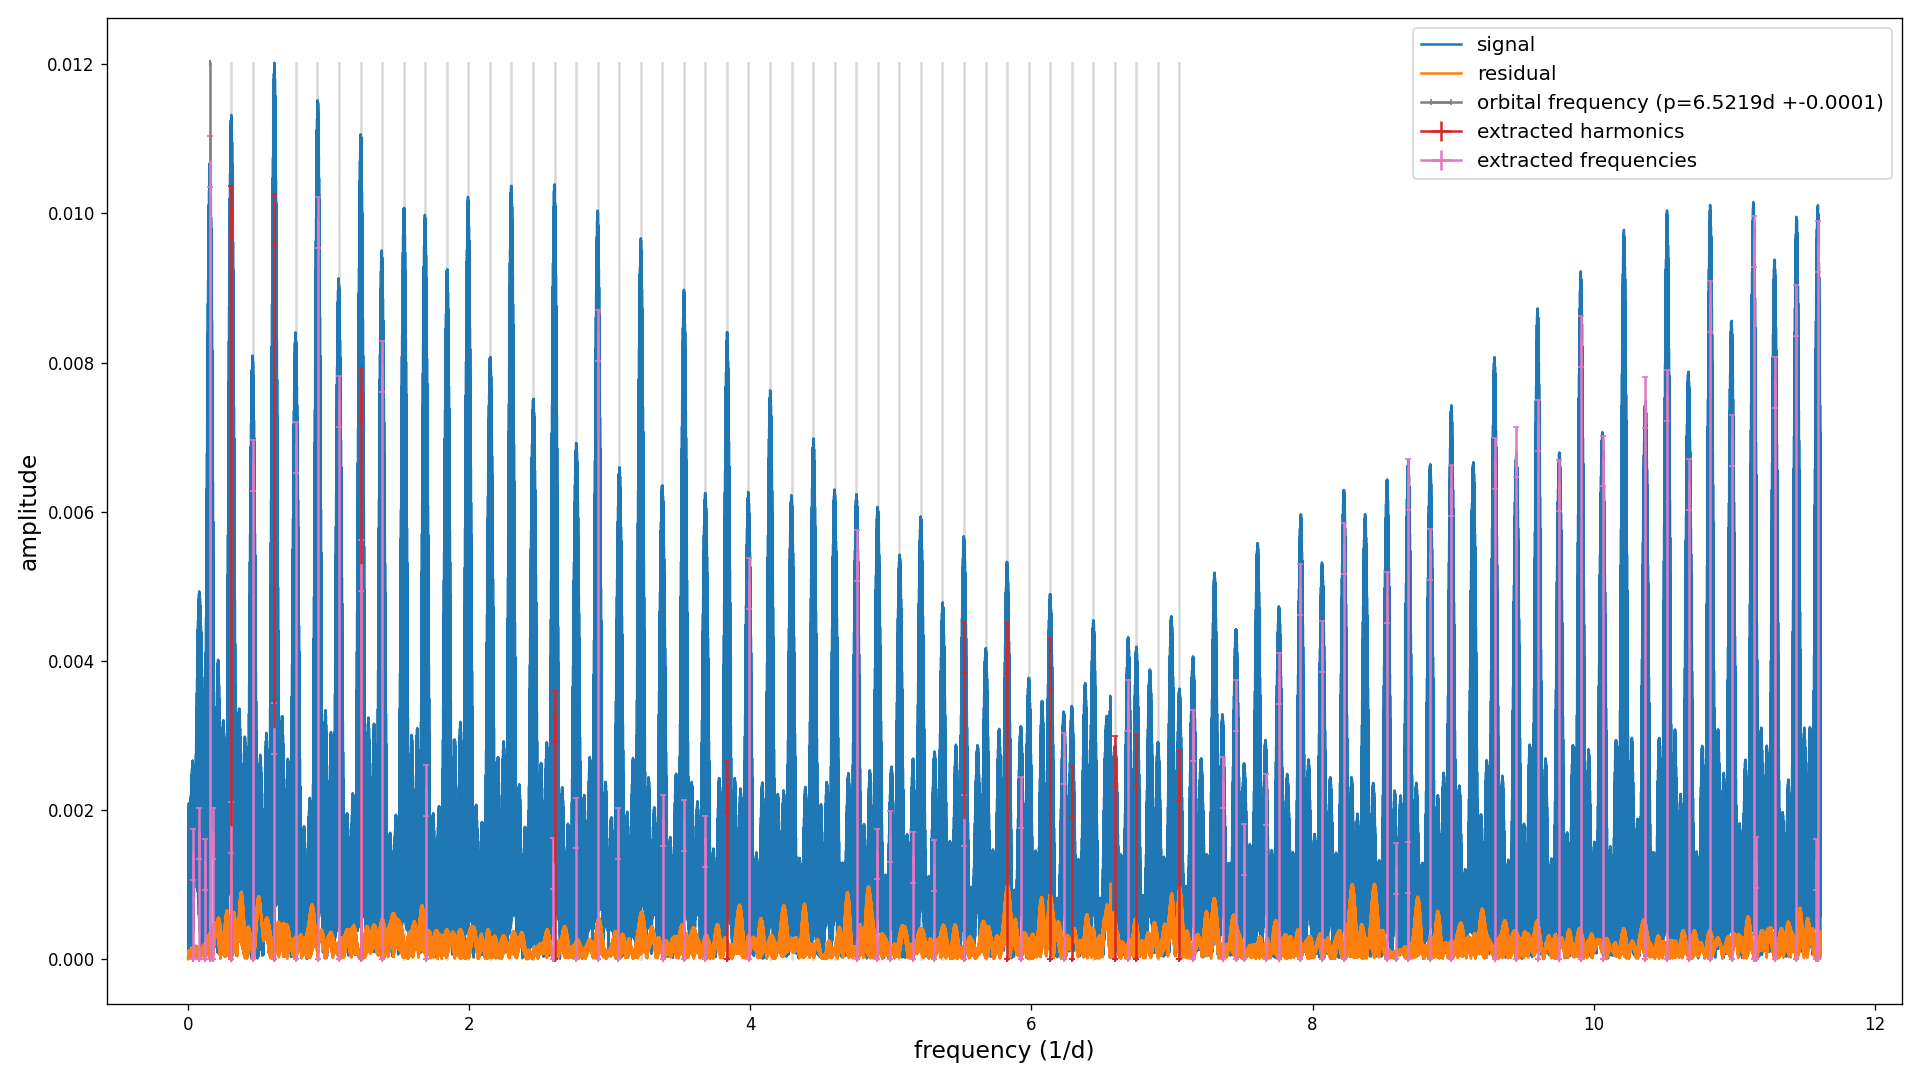 signal
residual
orbital frequency (p=6.5219d +-0.0001)
extracted harmonics
extracted frequencies
0.012
0.010
0.008
0.006
0.004
0.002
0.000
amplitude
0 2 4 6 8 10 12
frequency (1/d)